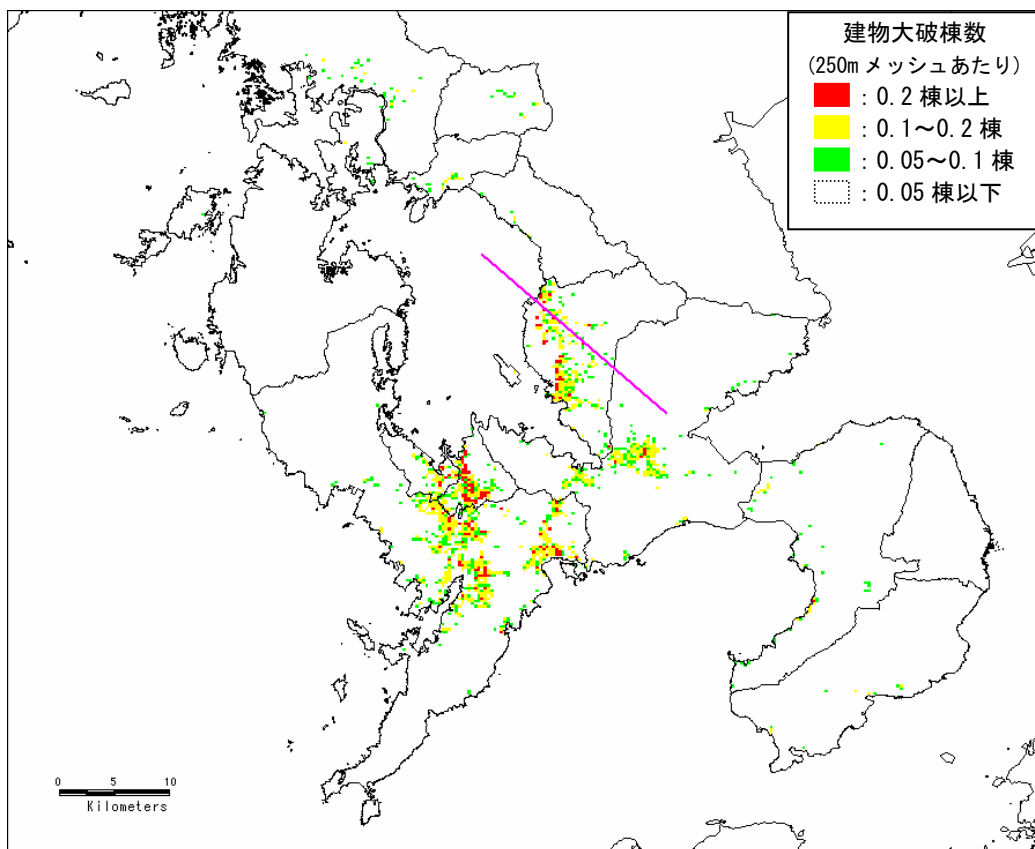 建物大破棟数
(250m メッシュあたり)
：0.2 棟以上
：0.1～0.2 棟
：0.05～0.1 棟
：0.05 棟以下
0 5 10
Kilometers